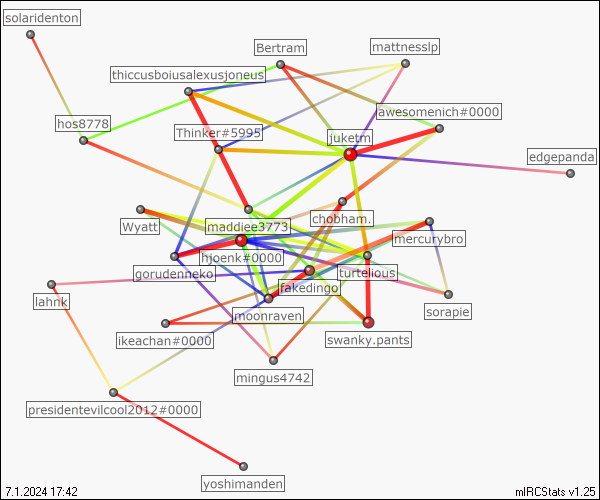 solaridenton
Bertram
mattnesslp
thiccusboiusalexusjoneus
awesomenich#0000
hos8778
Thinker#5995
juketm
edgepanda
Wyatt
maddiee3773
chobham.
mercurybro
hjoenk#0000
gorudenneko
turtelious
fakedingo
lahnk
sorapie
moonraven
ikeachan#0000
swanky.pants
mingus4742
presidentevilcool2012#0000
yoshimanden
7.1.2024 17:42
mIRCStats v1.25